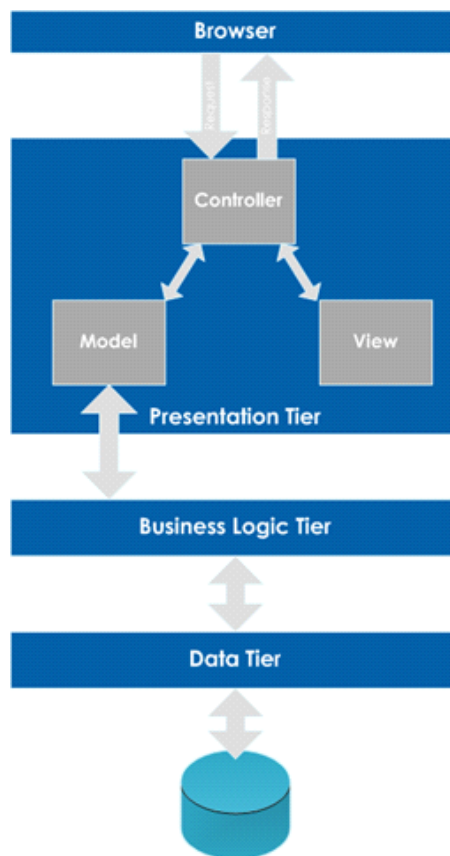 Browser
Request
Response
Controller
Model
View
Presentation Tier
Business Logic Tier
Data Tier